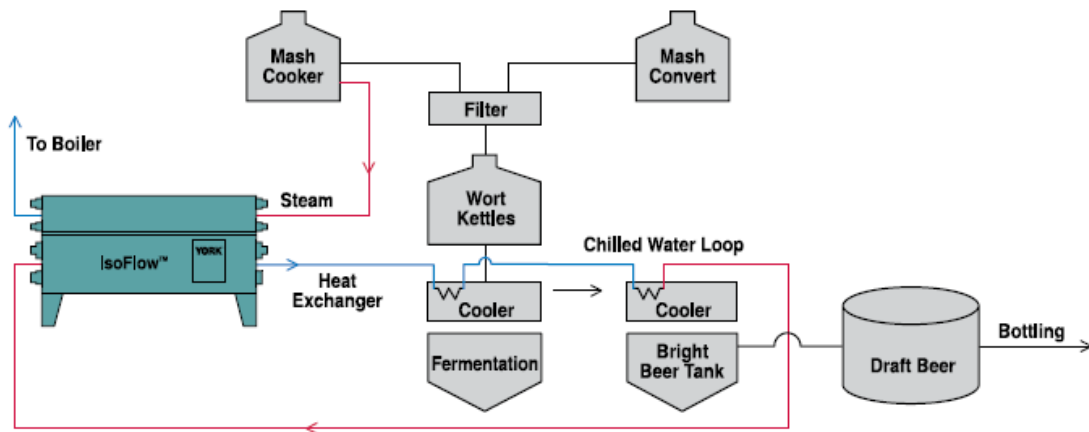 Mash
Cooker
Mash
Convert
Filter
To Boiler
Steam
Wort
Kettles
Chilled Water Loop
IsoFlow™
YORK
Heat
Exchanger
Cooler
Cooler
Bottling
Fermentation
Bright
Beer Tank
Draft Beer